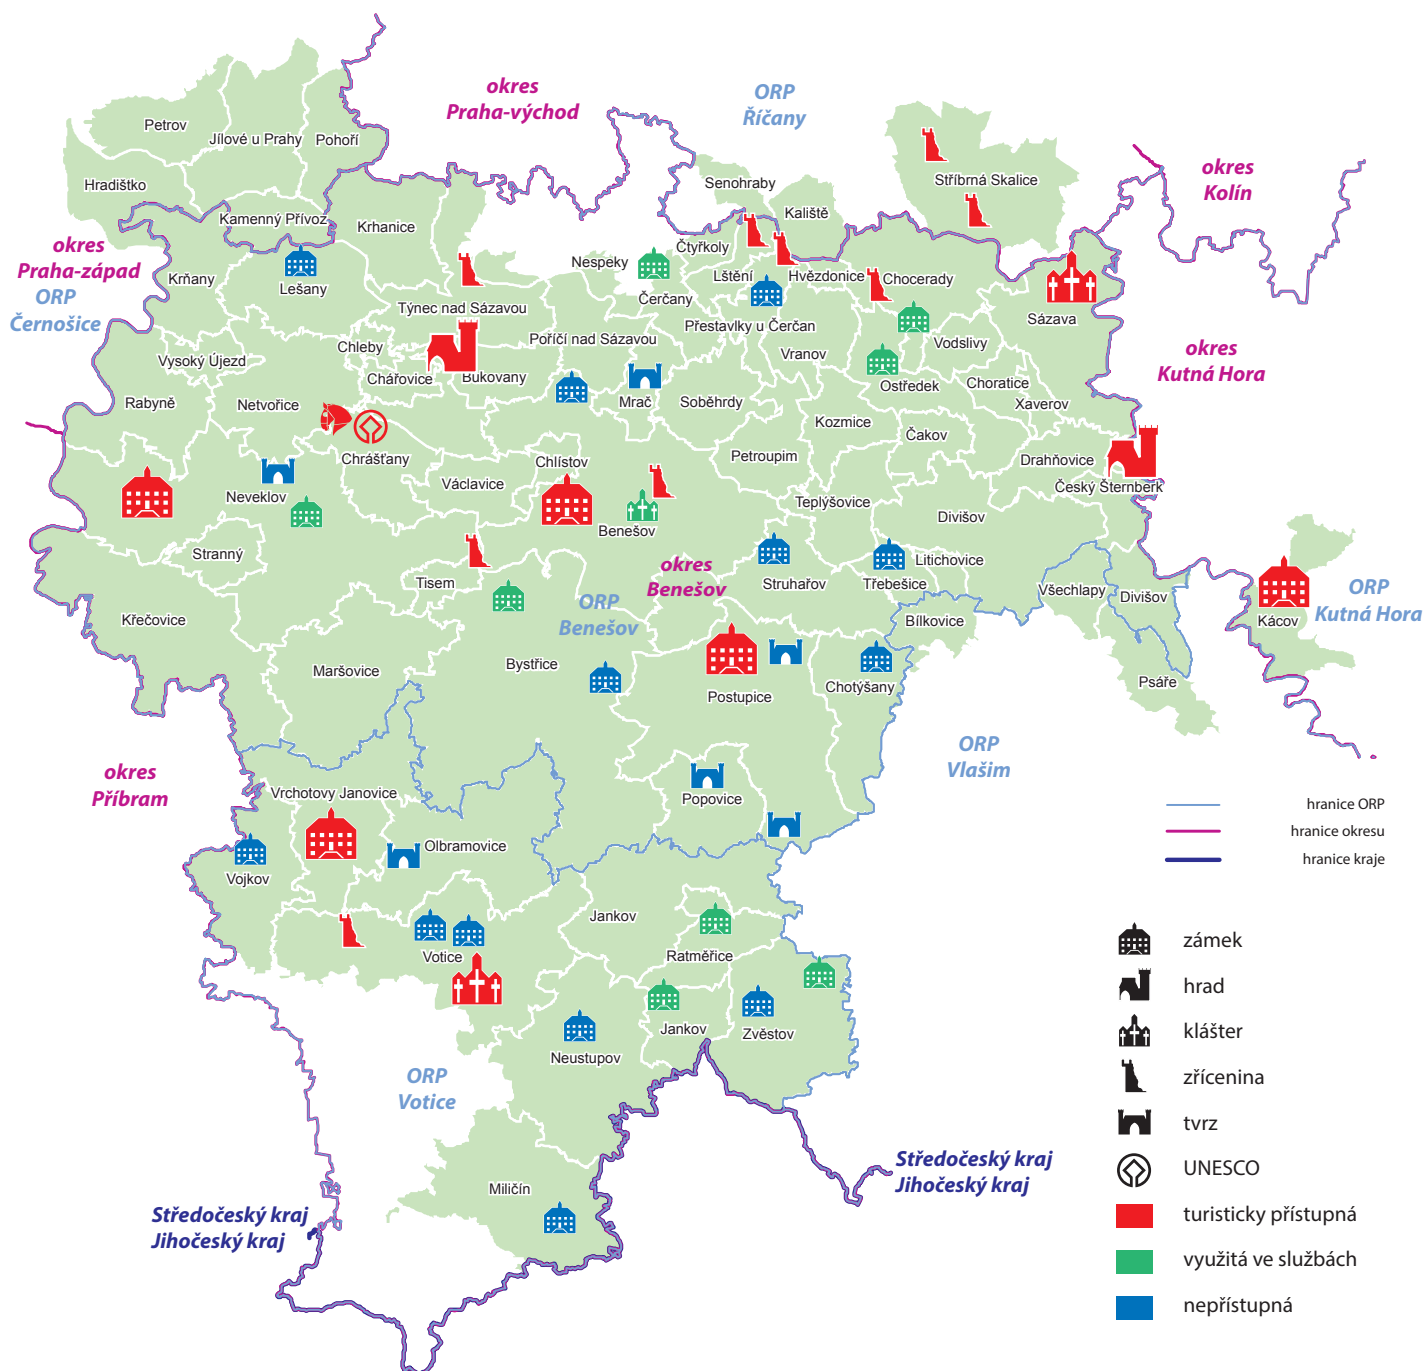 okres
Praha-východ
ORP
Říčany
Petrov
Jílové u Prahy
Pohoří
Hradištko
Stříbrná Skalice
okres
Kolín
Senohraby
Kaliště
Kamenný Přívoz
Krhanice
okres
Praha-západ
ORP
Černošice
Krňany
Lešany
Nespeky
Čtyřkoly
Lštění
Hvězdonice
Chocerady
Čerčany
Týnec nad Sázavou
Přestavlky u Čerčan
Sázava
Chleby
Poříčí nad Sázavou
Vranov
Vodslivy
okres
Kutná Hora
Vysoký Újezd
Chářovice
Bukovany
Ostředek
Choratice
Rabyně
Netvořice
Mrač
Soběhrdy
Xaverov
Kozmice
Čakov
Chrášťany
Chlístov
Petroupim
Drahňovice
Václavice
Český Šternberk
Neveklov
Teplýšovice
Benešov
Divišov
Stranný
Tisem
okres
Benešov
Struhařov
Třebešice
Litichovice
ORP
Benešov
Všechlapy
Divišov
ORP
Kutná Hora
Křečovice
Bílkovice
Kácov
Maršovice
Bystřice
Postupice
Chotýšany
Psáře
okres
Příbram
ORP
Vlašim
Vrchotovy Janovice
Popovice
hranice ORP
hranice okresu
hranice kraje
Olbramovice
Vojkov
Jankov
Votice
Ratměřice
zámek
hrad
klášter
zřícenina
tvrz
UNESCO
turisticky přístupná
využitá ve službách
nepřístupná
Jankov
Zvěstov
Neustupov
ORP
Votice
Středočeský kraj
Jihočeský kraj
Miličín
Středočeský kraj
Jihočeský kraj